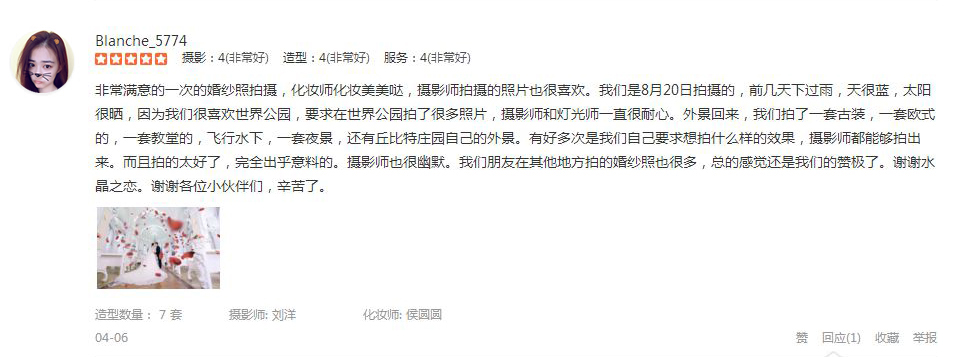 Blanche_5774
摄影：4(非常好) 造型：4(非常好) 服务：4(非常好)
非常满意的一次的婚纱照拍摄，化妆师化妆美美哒，摄影师拍摄的照片也很喜欢。我们是8月20日拍摄的，前几天下过雨，天很蓝，太阳
很晒，因为我们很喜欢世界公园，要求在世界公园拍了很多照片，摄影师和灯光师一直很耐心。外景回来，我们拍了一套古装，一套欧式
的，一套教堂的，飞行水下，一套夜景，还有丘比特庄园自己的外景。有好多次是我们自己要求想拍什么样的效果，摄影师都能够拍出
来。而且拍的太好了，完全出乎意料的。摄影师也很幽默。我们朋友在其他地方拍的婚纱照也很多，总的感觉还是我们的赞极了。谢谢水
晶之恋。谢谢各位小伙伴们，辛苦了。
造型数量： 7 套 摄影师: 刘洋 化妆师: 侯圆圆
04-06 赞 回应(1) 收藏 举报